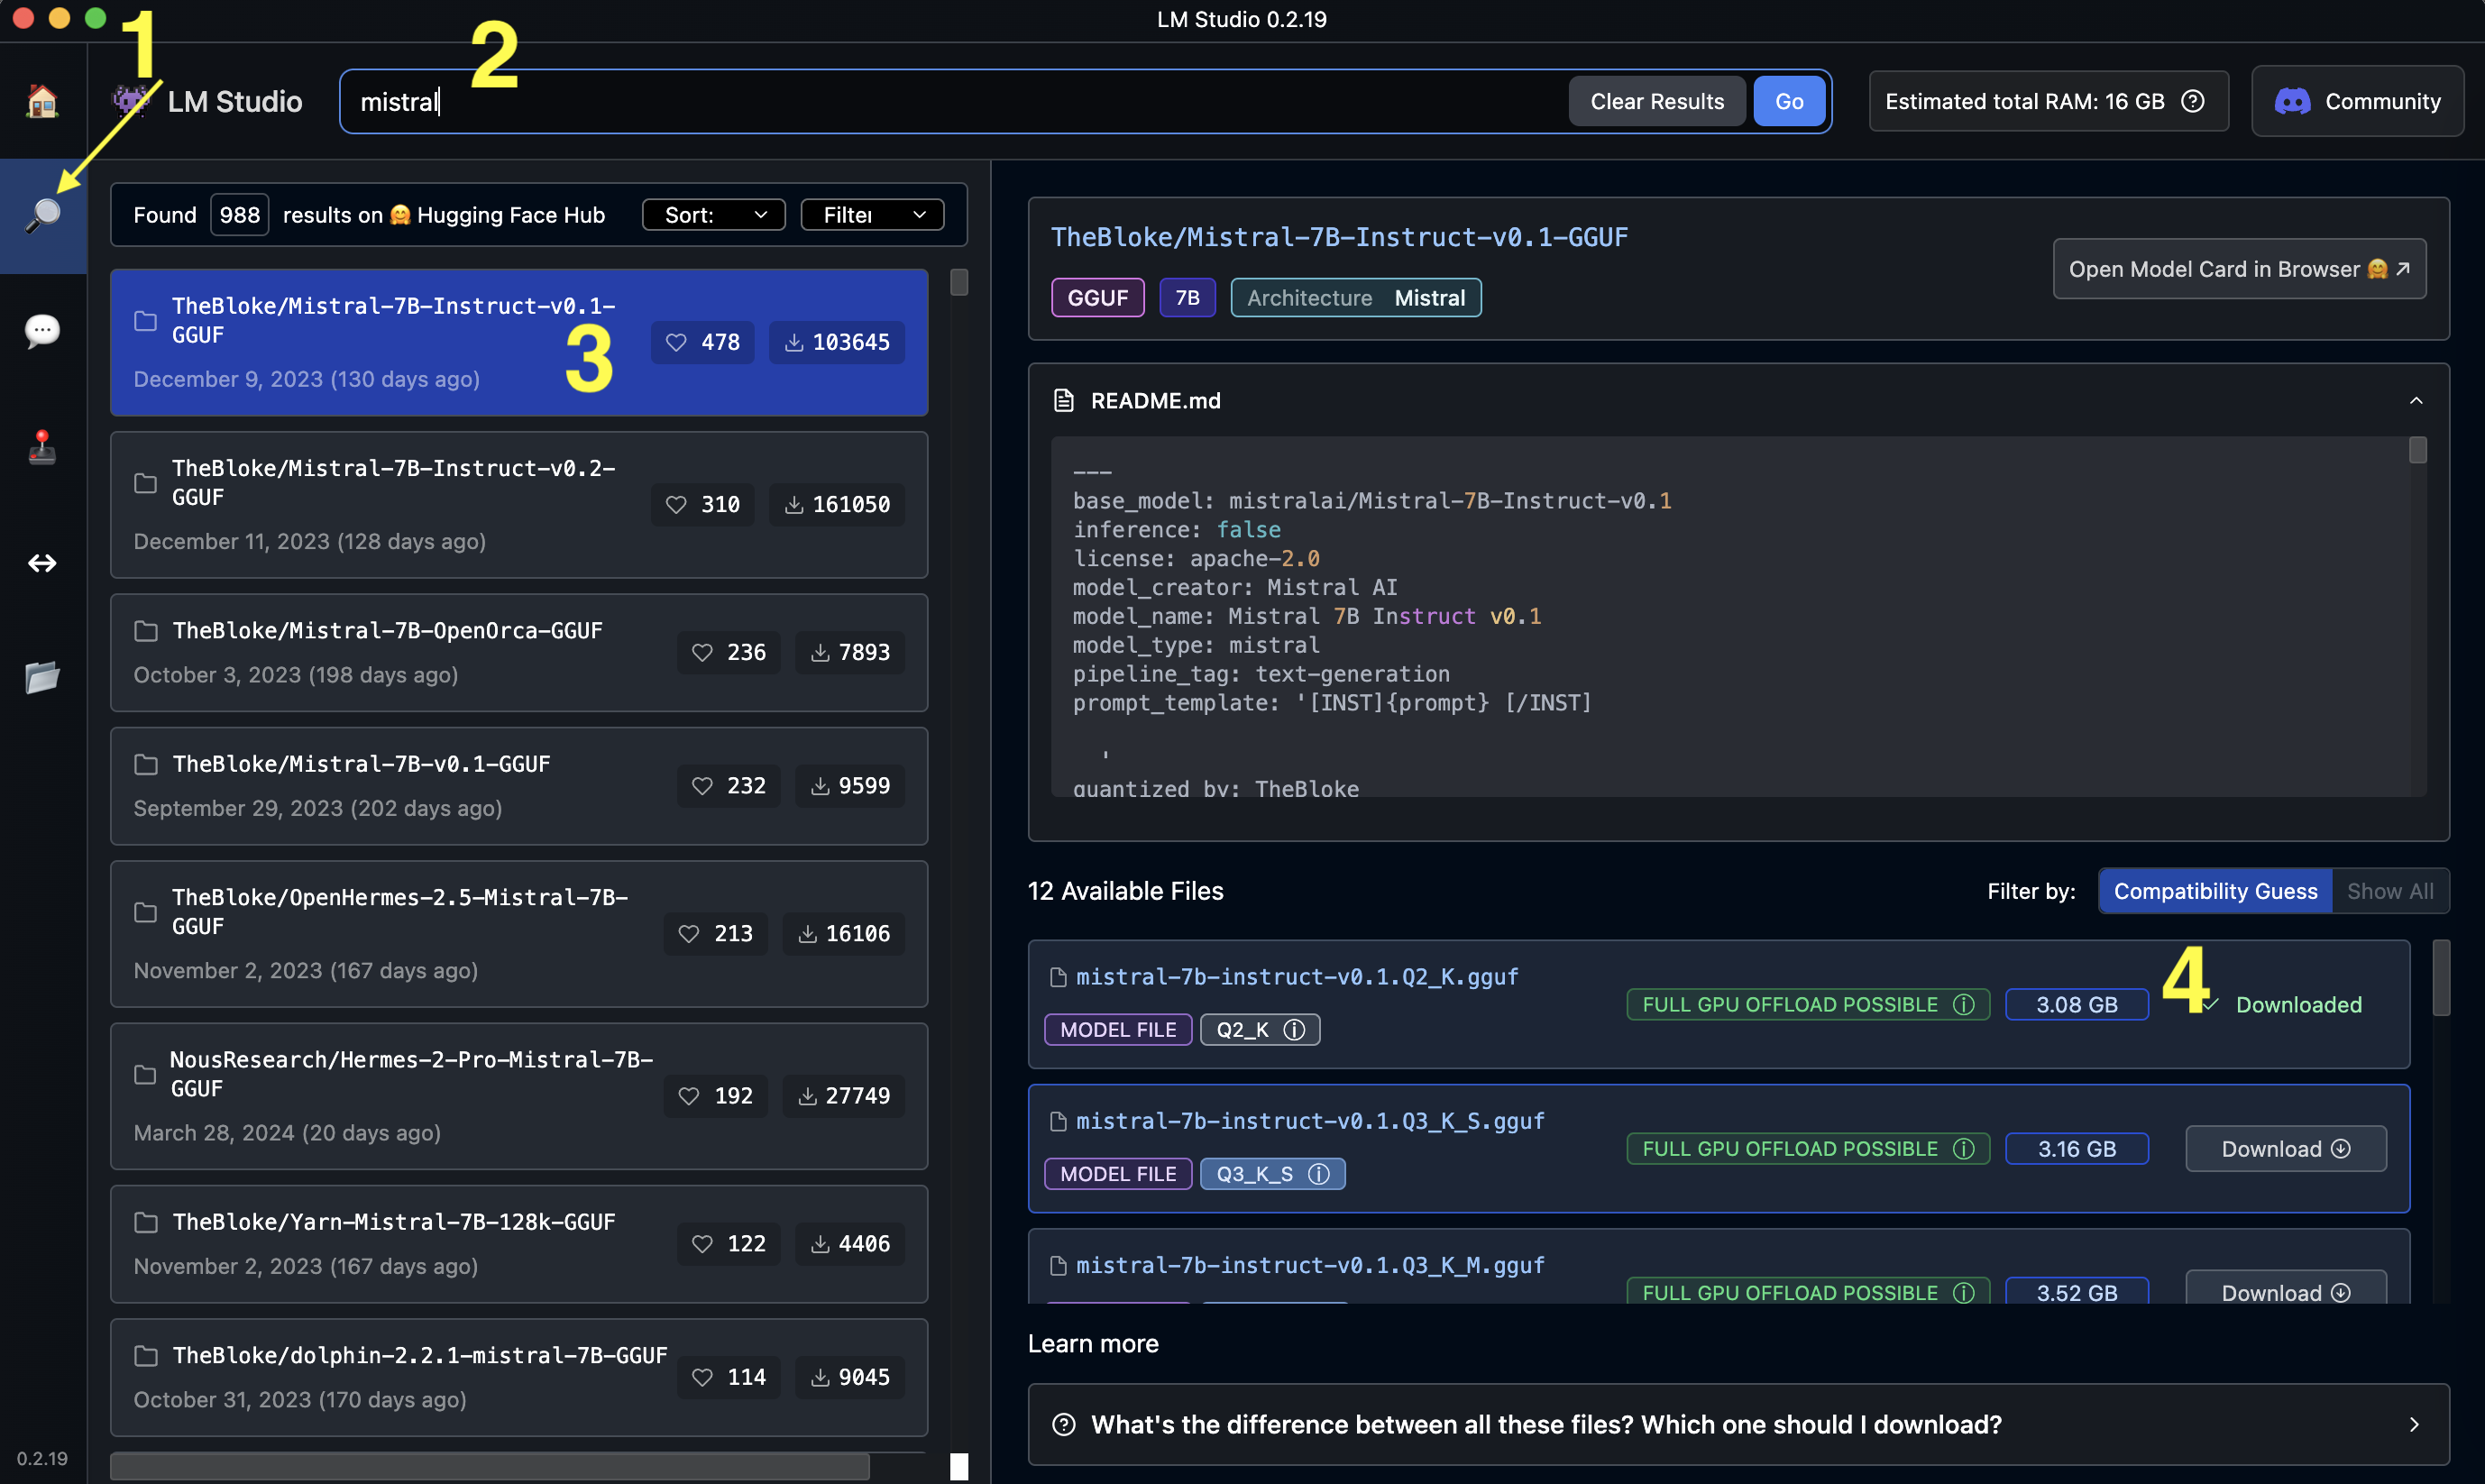 LM Studio 0.2.19
1
2
LM Studio
mistral
Clear Results
Go
Estimated total RAM: 16 GB
Community
Found 988 results on 🤗 Hugging Face Hub
Sort:
Filter
TheBloke/Mistral-7B-Instruct-v0.1-
GGUF
478
103645
December 9, 2023 (130 days ago)
3
TheBloke/Mistral-7B-Instruct-v0.2-
GGUF
310
161050
December 11, 2023 (128 days ago)
TheBloke/Mistral-7B-OpenOrca-GGUF
236
7893
October 3, 2023 (198 days ago)
TheBloke/Mistral-7B-v0.1-GGUF
232
9599
September 29, 2023 (202 days ago)
TheBloke/OpenHermes-2.5-Mistral-7B-
GGUF
213
16106
November 2, 2023 (167 days ago)
NousResearch/Hermes-2-Pro-Mistral-7B-
GGUF
192
27749
March 28, 2024 (20 days ago)
TheBloke/Yarn-Mistral-7B-128k-GGUF
122
4406
November 2, 2023 (167 days ago)
TheBloke/dolphin-2.2.1-mistral-7B-GGUF
114
9045
October 31, 2023 (170 days ago)
0.2.19
TheBloke/Mistral-7B-Instruct-v0.1-GGUF
GGUF
7B
Architecture Mistral
Open Model Card in Browser 🤗 ↗
README.md
---
base_model: mistralai/Mistral-7B-Instruct-v0.1
inference: false
license: apache-2.0
model_creator: Mistral AI
model_name: Mistral 7B Instruct v0.1
model_type: mistral
pipeline_tag: text-generation
prompt_template: '[INST]{prompt} [/INST]
'
quantized_by: TheBloke
12 Available Files
Filter by:
Compatibility Guess
Show All
mistral-7b-instruct-v0.1.Q2_K.gguf
MODEL FILE
Q2_K
FULL GPU OFFLOAD POSSIBLE
3.08 GB
4
Downloaded
mistral-7b-instruct-v0.1.Q3_K_S.gguf
MODEL FILE
Q3_K_S
FULL GPU OFFLOAD POSSIBLE
3.16 GB
Download
mistral-7b-instruct-v0.1.Q3_K_M.gguf
FULL GPU OFFLOAD POSSIBLE
3.52 GB
Download
Learn more
What's the difference between all these files? Which one should I download?